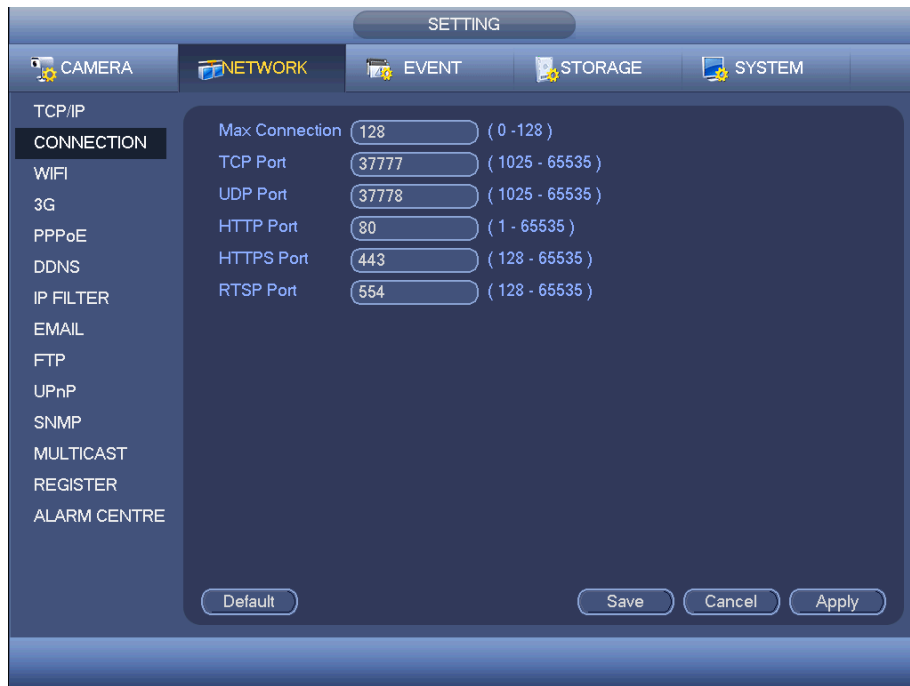 SETTING
CAMERA NETWORK EVENT STORAGE SYSTEM
TCP/IP
CONNECTION
WIFI
3G
PPPoE
DDNS
IP FILTER
EMAIL
FTP
UPnP
SNMP
MULTICAST
REGISTER
ALARM CENTRE
Max Connection 128 ( 0 -128 )
TCP Port 37777 ( 1025 - 65535 )
UDP Port 37778 ( 1025 - 65535 )
HTTP Port 80 ( 1 - 65535 )
HTTPS Port 443 ( 128 - 65535 )
RTSP Port 554 ( 128 - 65535 )
Default Save Cancel Apply